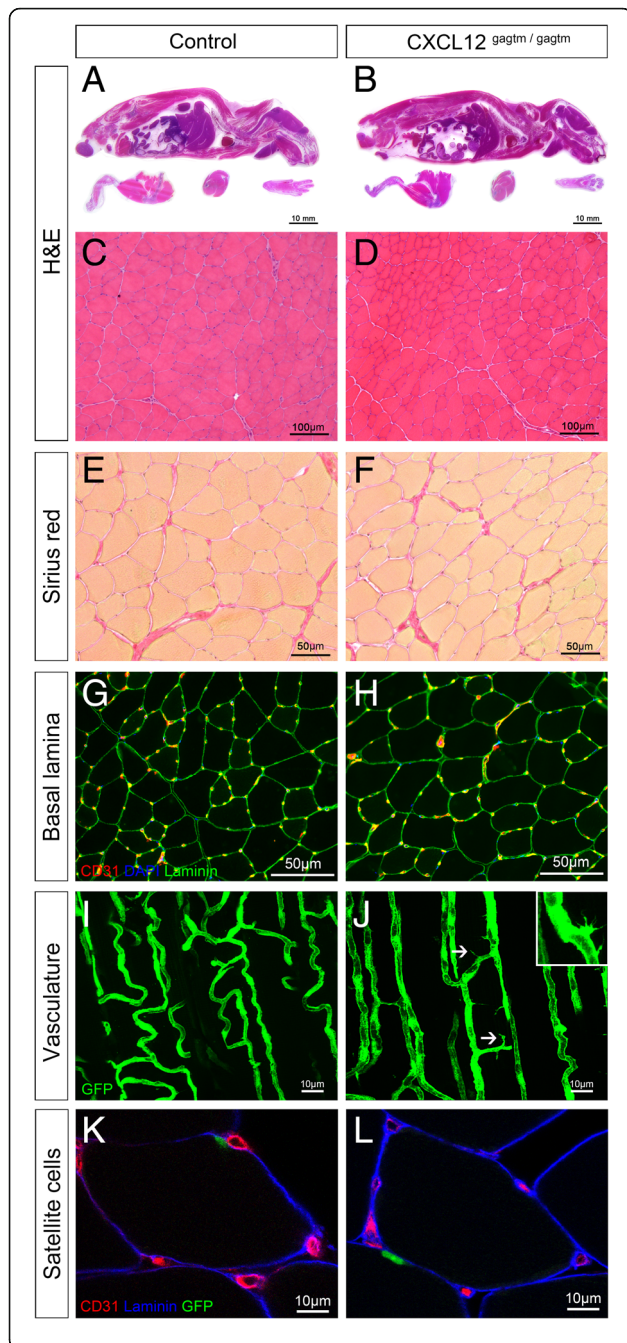 Control
CXCL12 gagtm / gagtm
H&E
A
B
10 mm
10 mm
C
D
100µm
100µm
Sirius red
E
F
50µm
50µm
Basal lamina
G
H
CD31 DAPI Laminin
50µm
50µm
Vasculature
I
J
GFP
10µm
10µm
Satellite cells
K
L
CD31 Laminin GFP
10µm
10µm